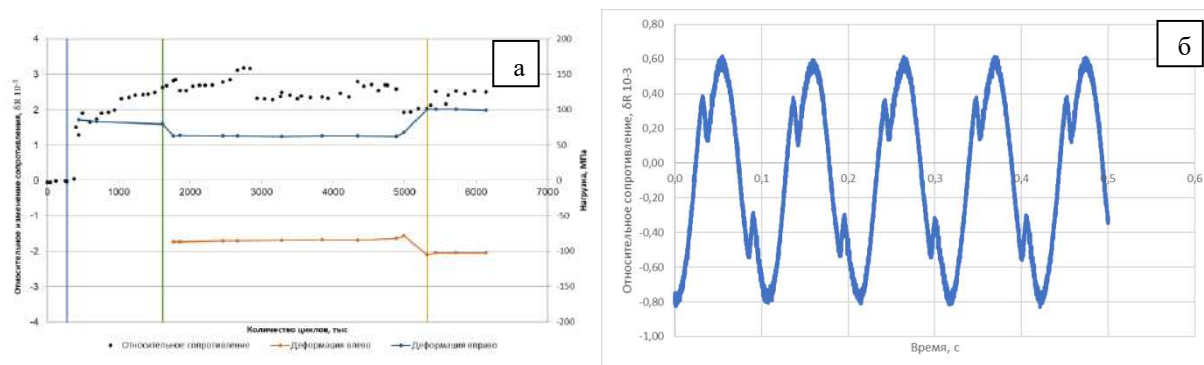 а
4
3
2
1
0
-1
-2
-3
-4
200
150
100
50
0
-50
-100
-150
-200
0 1000 2000 3000 4000 5000 6000 7000
Относительное изменение сопротивления, δR 10⁻³
Нагрузка, МПа
Количество циклов, тыс
Относительное сопротивление Деформация влево Деформация вправо
б
0,80
0,60
0,40
0,20
0,00
-0,20
-0,40
-0,60
-0,80
-1,00
0,0 0,1 0,2 0,3 0,4 0,5 0,6
Относительное сопротивление, δR 10-3
Время, с